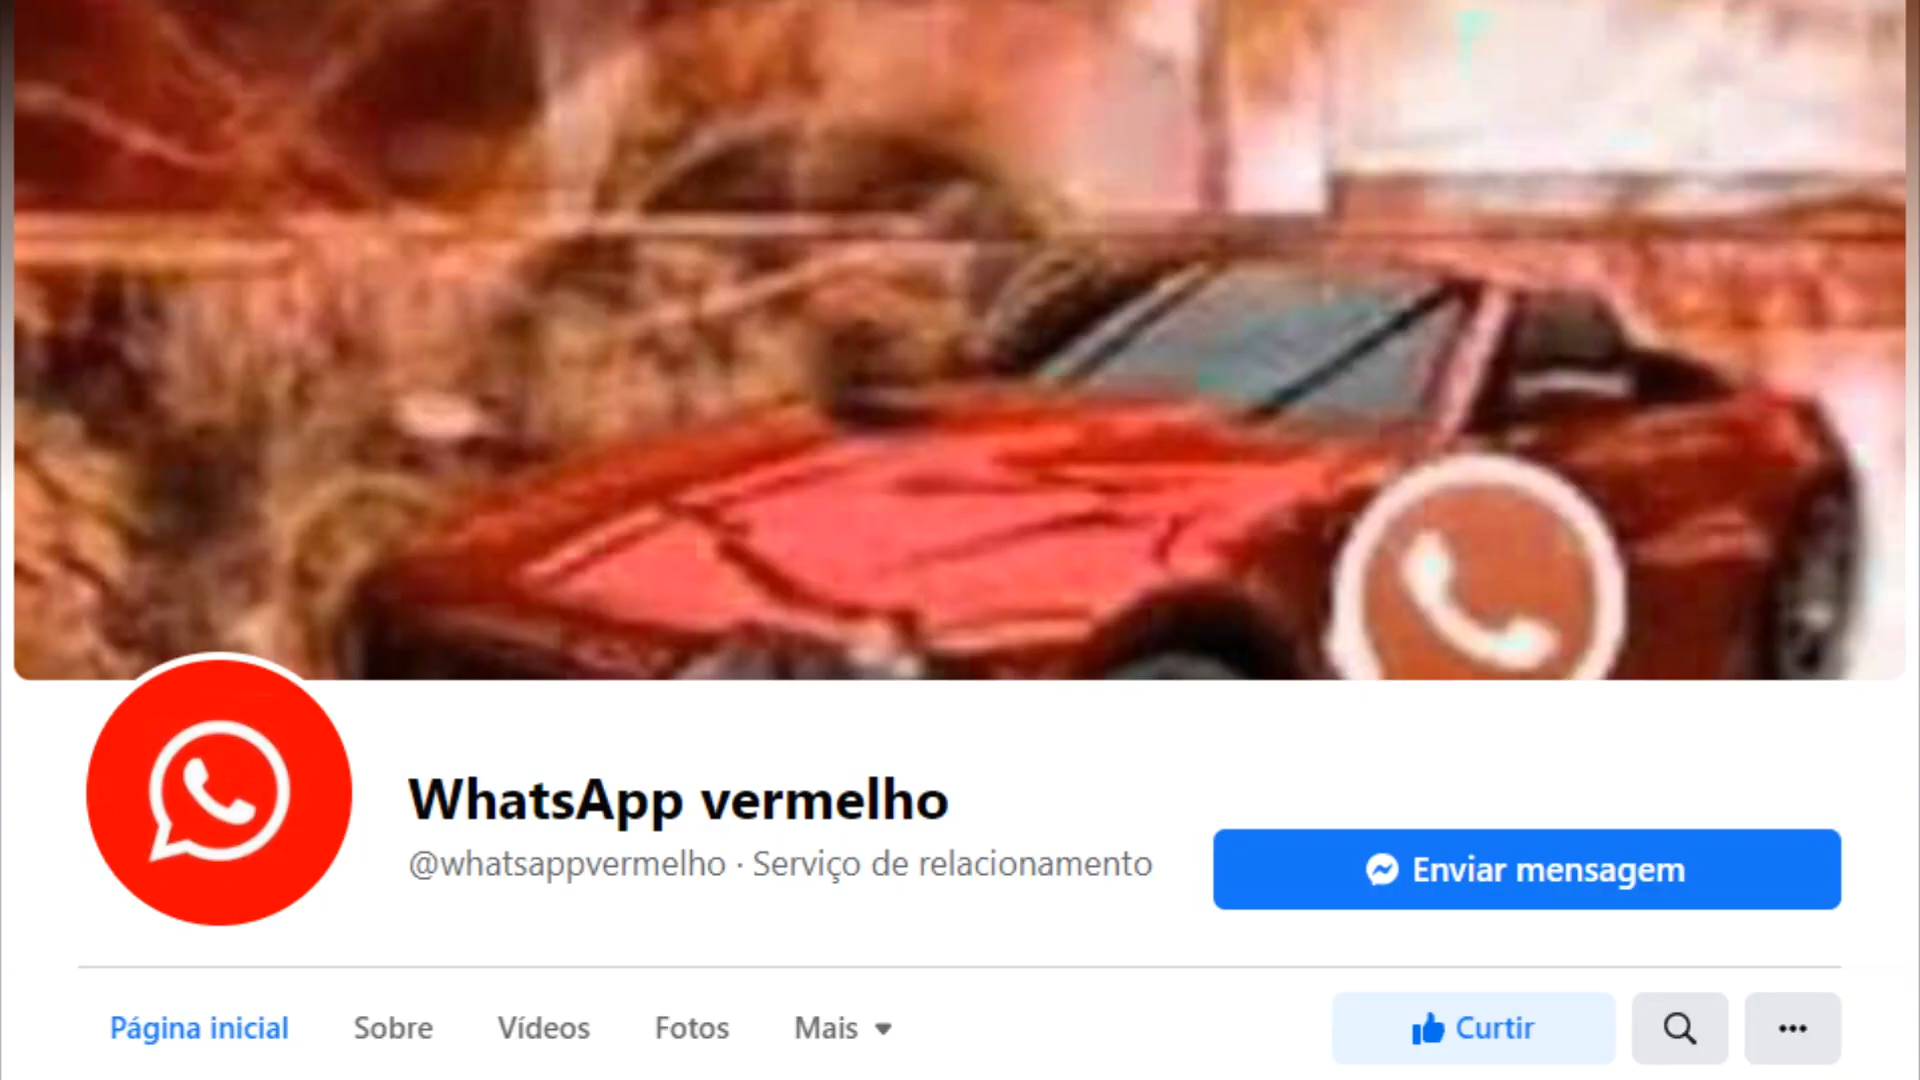 WhatsApp vermelho
@whatsappvermelho · Serviço de relacionamento
Enviar mensagem
Página inicial
Sobre
Vídeos
Fotos
Mais
Curtir